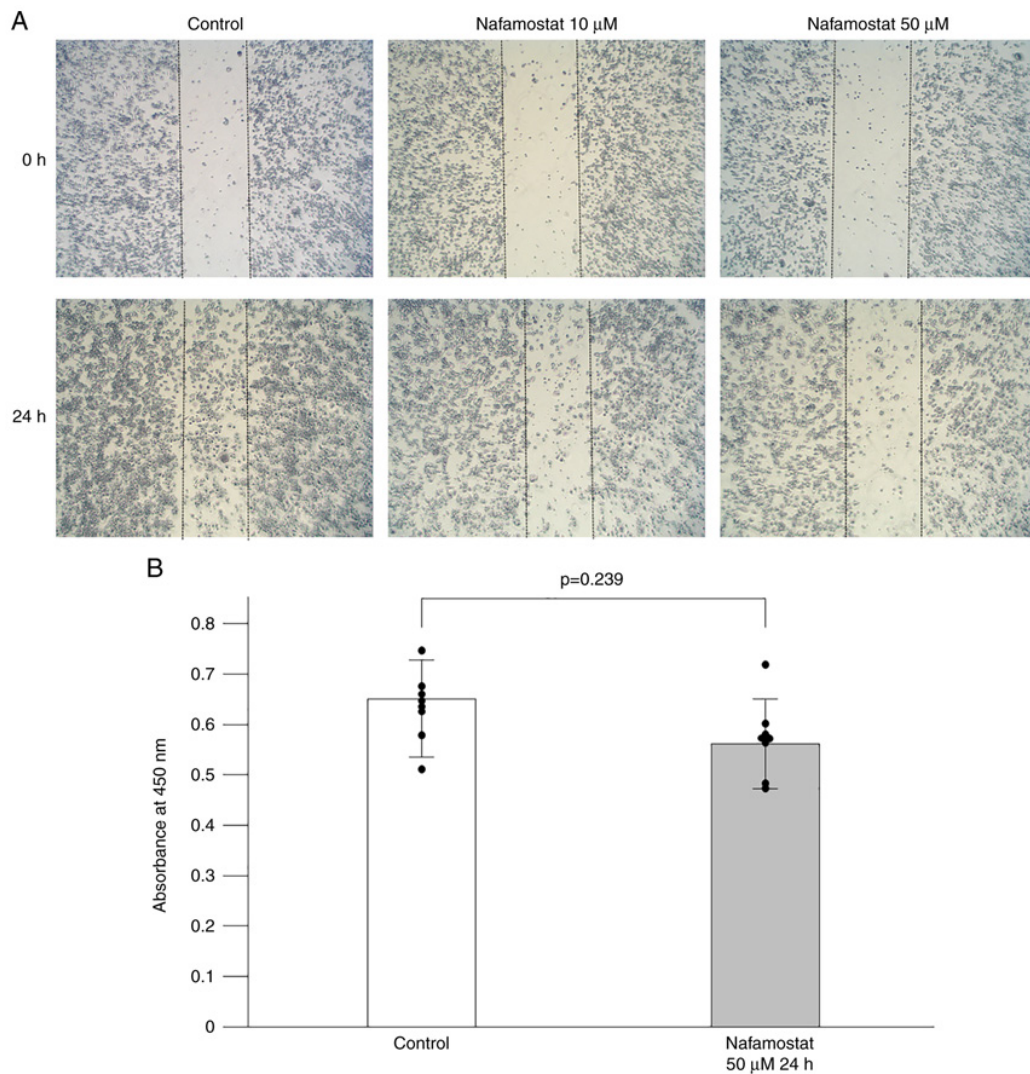 A
Control
Nafamostat 10 μM
Nafamostat 50 μM
0 h
24 h
B
p=0.239
Absorbance at 450 nm
0.8
0.7
0.6
0.5
0.4
0.3
0.2
0.1
0
Control
Nafamostat
50 μM 24 h